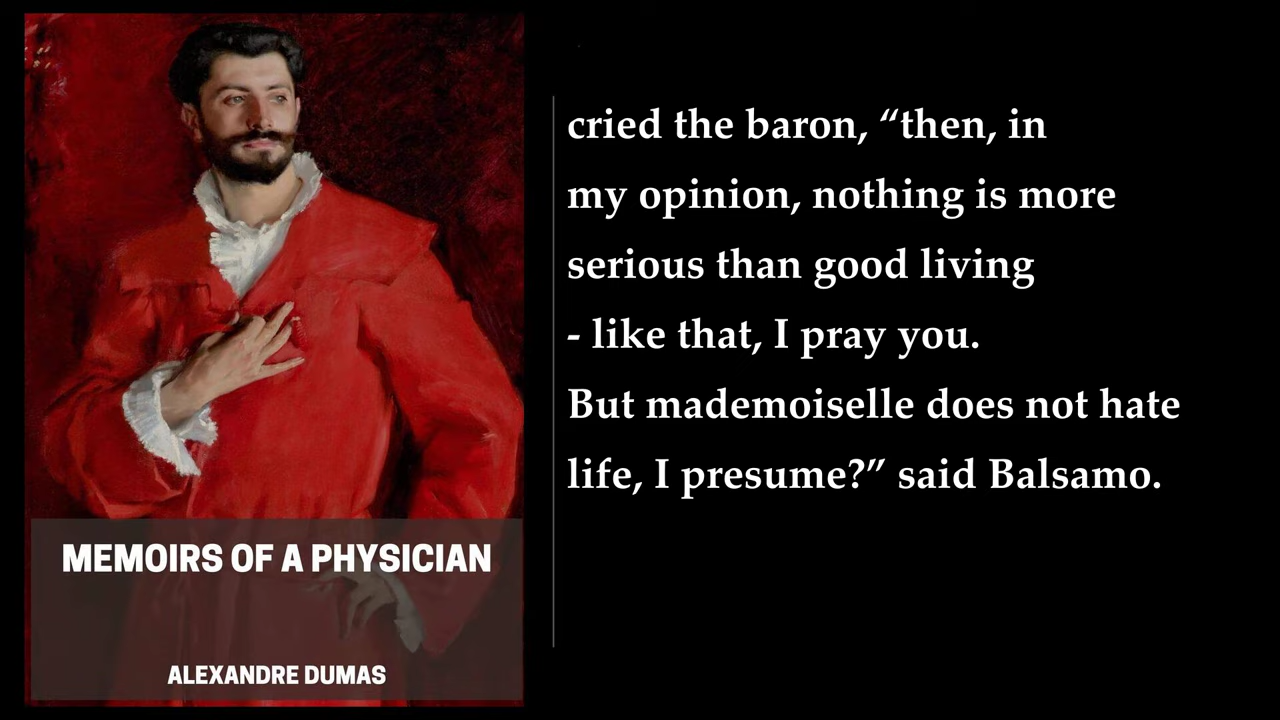 MEMOIRS OF A PHYSICIAN
ALEXANDRE DUMAS
cried the baron, “then, in
my opinion, nothing is more
serious than good living
- like that, I pray you.
But mademoiselle does not hate
life, I presume?” said Balsamo.